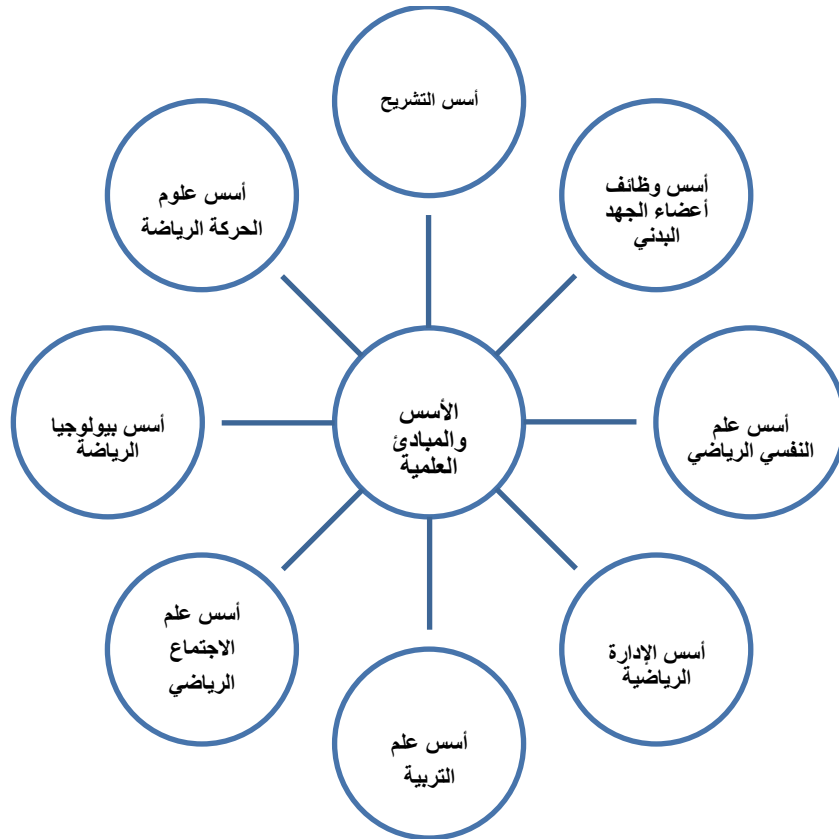 أسس التشريح
أسس وظائف
أعضاء الجهد
البدني
أسس علم
النفسي الرياضي
أسس الإدارة
الرياضية
أسس علم
التربية
أسس علم
الاجتماع
الرياضي
أسس بيولوجيا
الرياضة
أسس علوم
الحركة الرياضة
الأسس
والمبادئ
العلمية